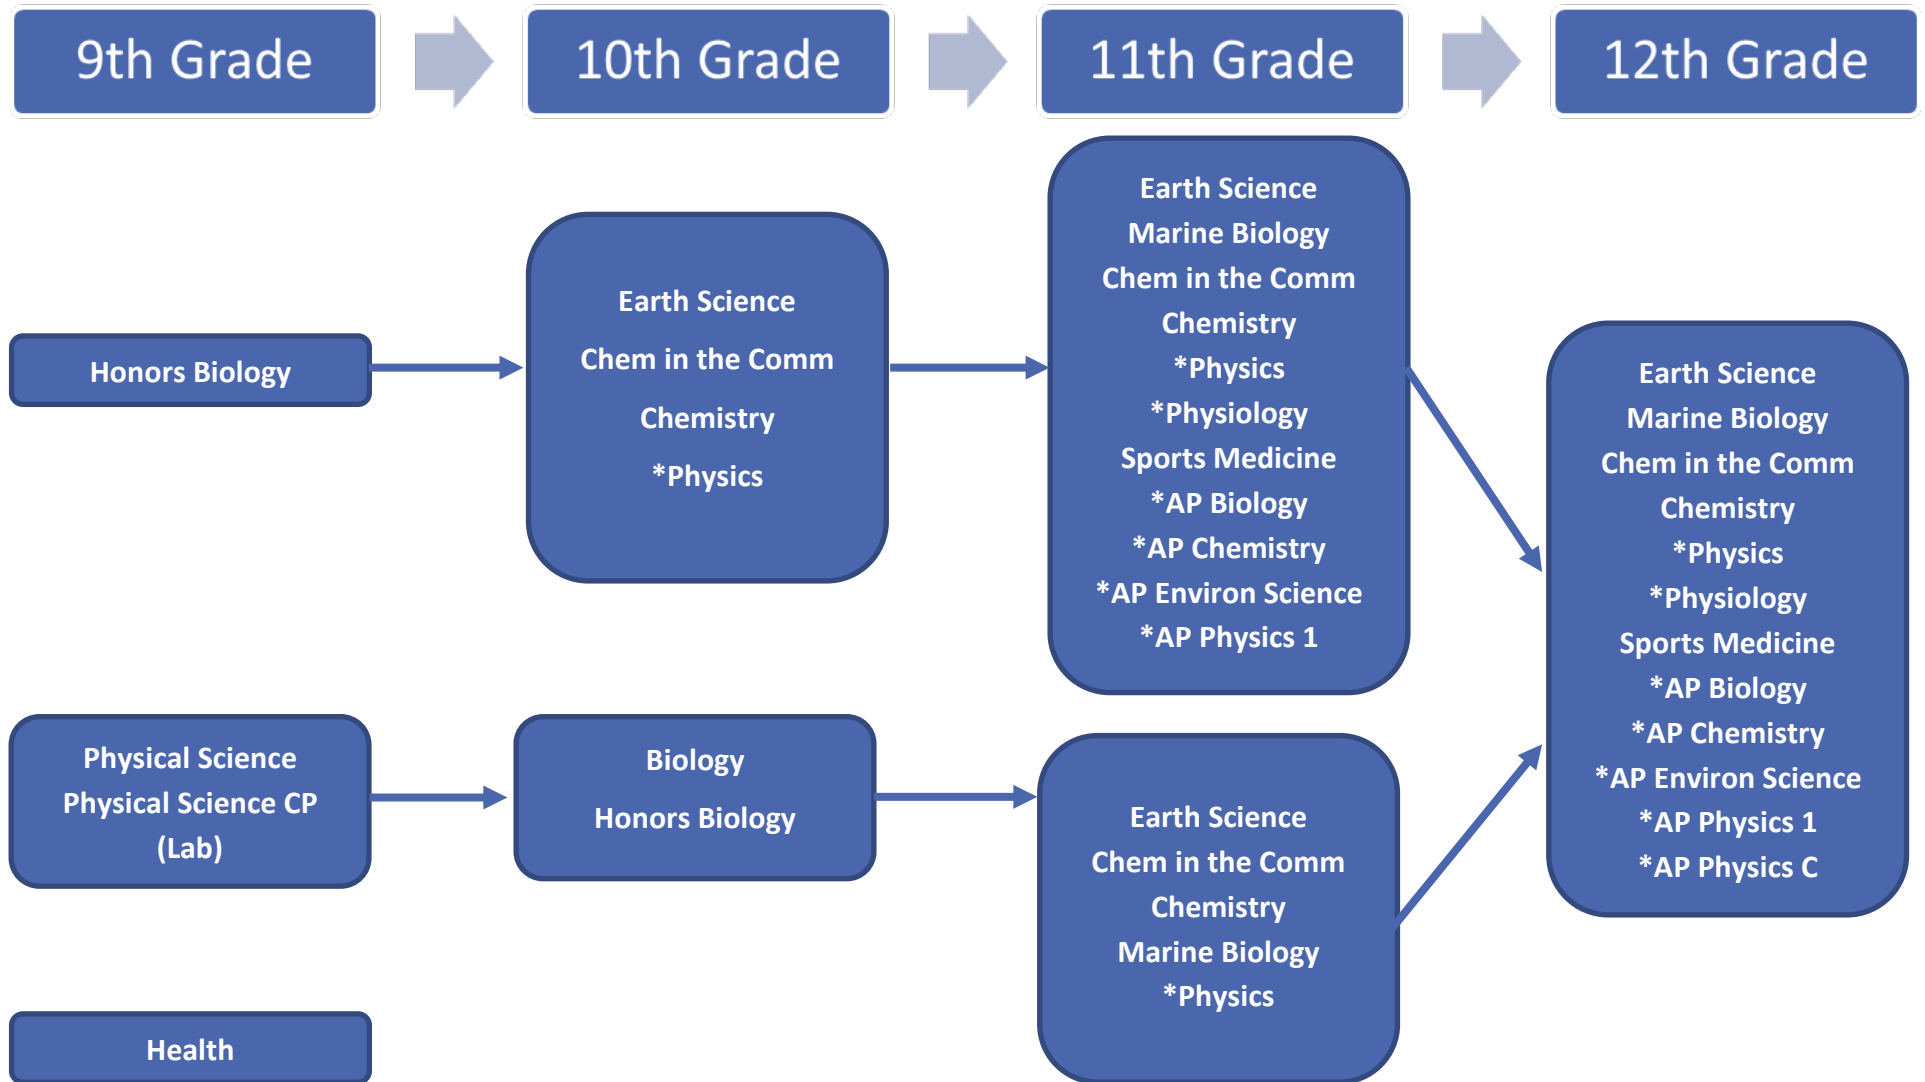 9th Grade
10th Grade
11th Grade
12th Grade
Honors Biology
Earth Science
Chem in the Comm
Chemistry
*Physics
Earth Science
Marine Biology
Chem in the Comm
Chemistry
*Physics
*Physiology
Sports Medicine
*AP Biology
*AP Chemistry
*AP Environ Science
*AP Physics 1
Earth Science
Marine Biology
Chem in the Comm
Chemistry
*Physics
*Physiology
Sports Medicine
*AP Biology
*AP Chemistry
*AP Environ Science
*AP Physics 1
*AP Physics C
Physical Science
Physical Science CP
(Lab)
Biology
Honors Biology
Earth Science
Chem in the Comm
Chemistry
Marine Biology
*Physics
Health